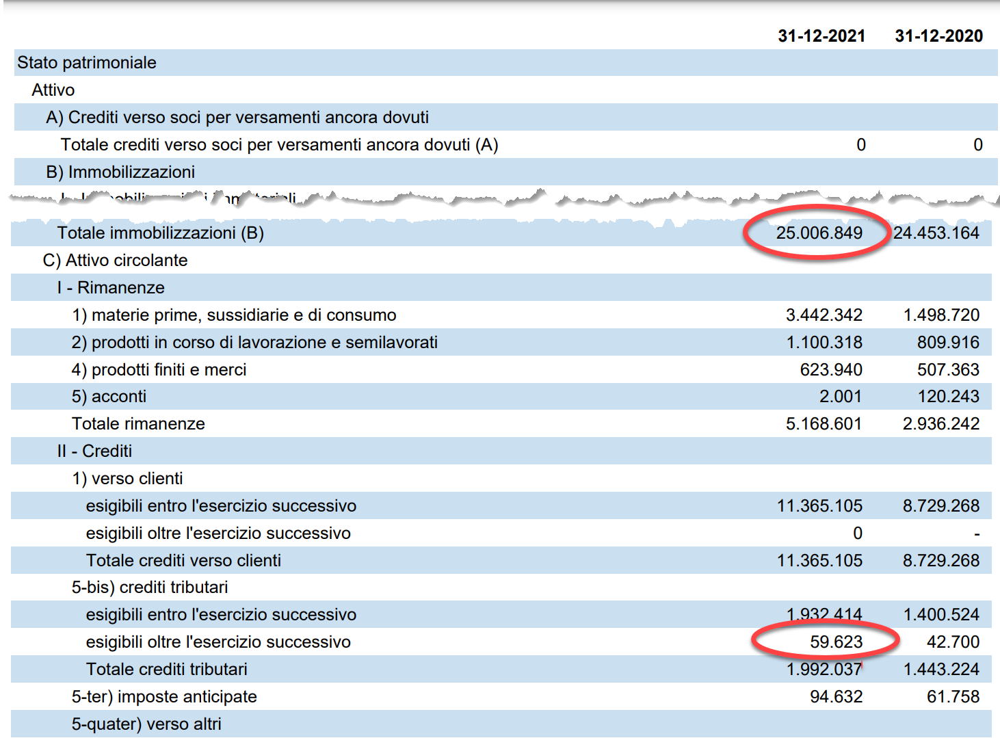 31-12-2021 31-12-2020
Stato patrimoniale
Attivo
A) Crediti verso soci per versamenti ancora dovuti
Totale crediti verso soci per versamenti ancora dovuti (A) 0 0
B) Immobilizzazioni
Totale immobilizzazioni (B) 25.006.849 24.453.164
C) Attivo circolante
I - Rimanenze
1) materie prime, sussidiarie e di consumo 3.442.342 1.498.720
2) prodotti in corso di lavorazione e semilavorati 1.100.318 809.916
4) prodotti finiti e merci 623.940 507.363
5) acconti 2.001 120.243
Totale rimanenze 5.168.601 2.936.242
II - Crediti
1) verso clienti
esigibili entro l'esercizio successivo 11.365.105 8.729.268
esigibili oltre l'esercizio successivo 0 -
Totale crediti verso clienti 11.365.105 8.729.268
5-bis) crediti tributari
esigibili entro l'esercizio successivo 1.932.414 1.400.524
esigibili oltre l'esercizio successivo 59.623 42.700
Totale crediti tributari 1.992.037 1.443.224
5-ter) imposte anticipate 94.632 61.758
5-quater) verso altri